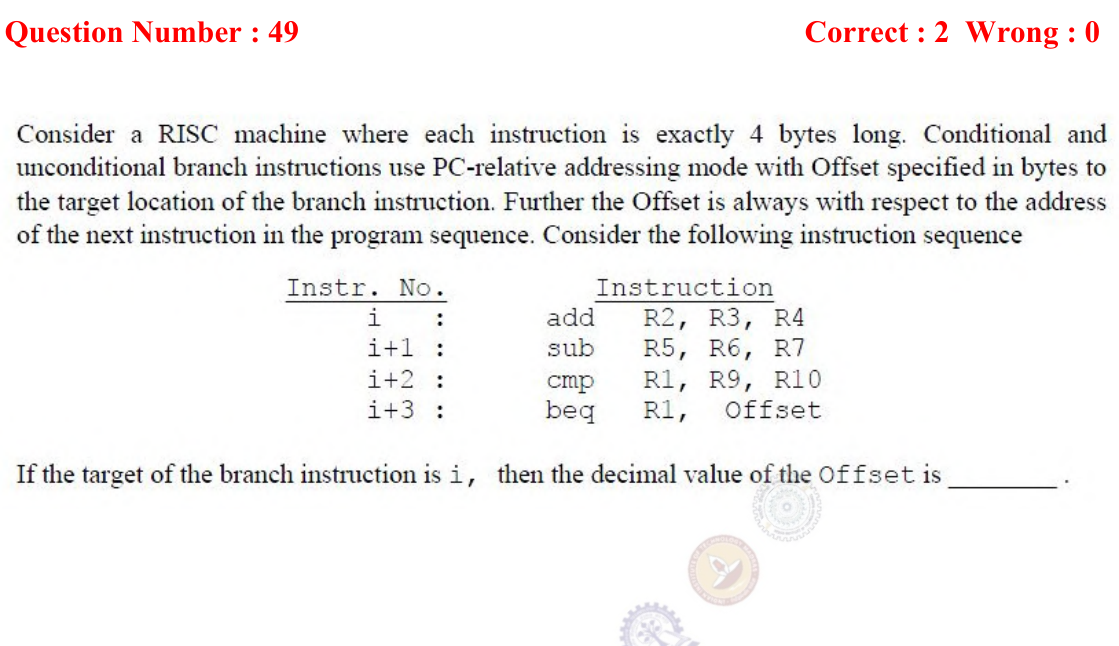 Question Number : 49 Correct : 2 Wrong : 0
Consider a RISC machine where each instruction is exactly 4 bytes long. Conditional and
unconditional branch instructions use PC-relative addressing mode with Offset specified in bytes to
the target location of the branch instruction. Further the Offset is always with respect to the address
of the next instruction in the program sequence. Consider the following instruction sequence
Instr. No. Instruction
i : add R2, R3, R4
i+1 : sub R5, R6, R7
i+2 : cmp R1, R9, R10
i+3 : beq R1, Offset
If the target of the branch instruction is i, then the decimal value of the Offset is ________ .